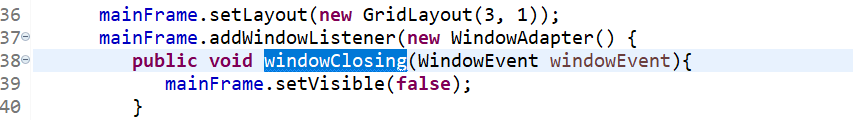 36 mainFrame.setLayout(new GridLayout(3, 1));
37 mainFrame.addWindowListener(new WindowAdapter() {
38 public void windowClosing(WindowEvent windowEvent){
39 mainFrame.setVisible(false);
40 }